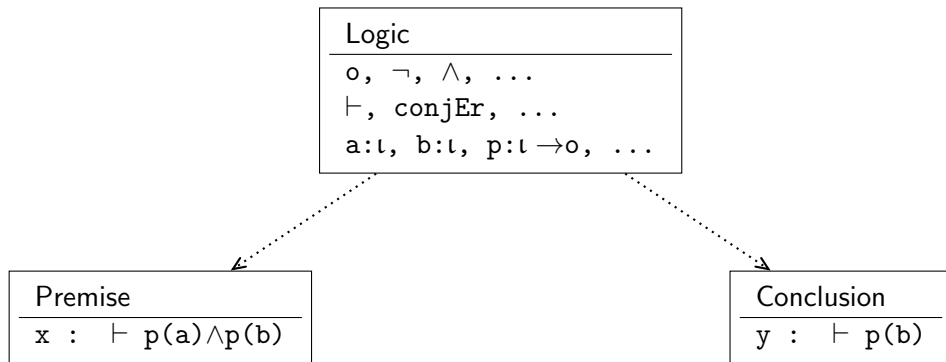 Logic
o, ¬, ∧, ...
⊢, conjEr, ...
a:ι, b:ι, p:ι→o, ...
Premise
x : ⊢ p(a)∧p(b)
Conclusion
y : ⊢ p(b)